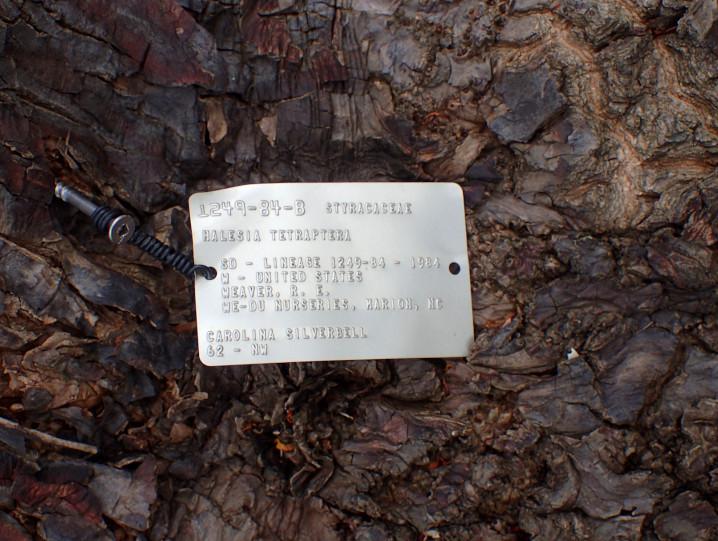 1249-84-B STYRACACEAE
HALESIA TETRAPTERA
SD - LINEAGE 1249-84 - 1984
W - UNITED STATES
WEAVER, R. E.
WE-DU NURSERIES, MARION, NC
CAROLINA SILVERBELL
62 - NW